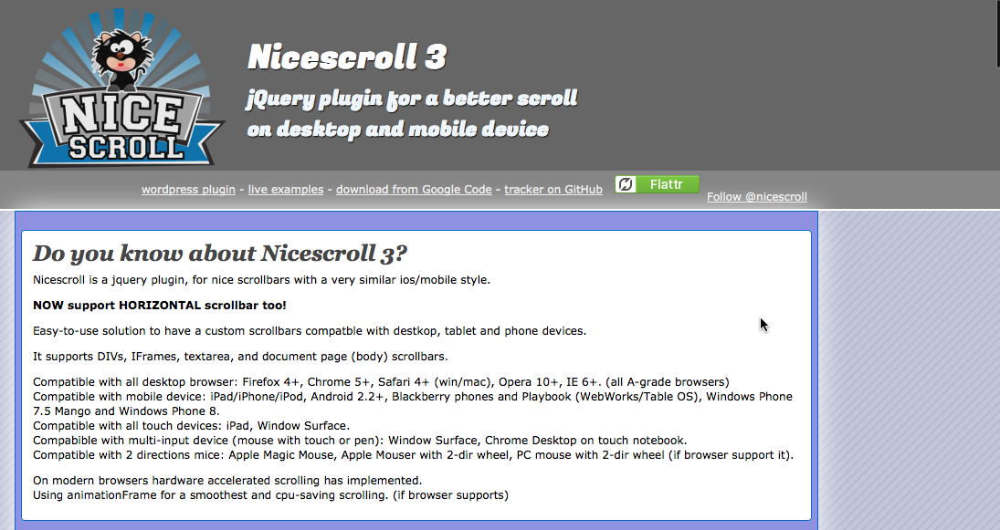 NICE
SCROLL
Nicescroll 3
jQuery plugin for a better scroll
on desktop and mobile device
wordpress plugin - live examples - download from Google Code - tracker on GitHub
Flattr
Follow @nicescroll
Do you know about Nicescroll 3?
Nicescroll is a jquery plugin, for nice scrollbars with a very similar ios/mobile style.
NOW support HORIZONTAL scrollbar too!
Easy-to-use solution to have a custom scrollbars compatble with destkop, tablet and phone devices.
It supports DIVs, IFrames, textarea, and document page (body) scrollbars.
Compatible with all desktop browser: Firefox 4+, Chrome 5+, Safari 4+ (win/mac), Opera 10+, IE 6+. (all A-grade browsers)
Compatible with mobile device: iPad/iPhone/iPod, Android 2.2+, Blackberry phones and Playbook (WebWorks/Table OS), Windows Phone
7.5 Mango and Windows Phone 8.
Compatible with all touch devices: iPad, Window Surface.
Compabible with multi-input device (mouse with touch or pen): Window Surface, Chrome Desktop on touch notebook.
Compatible with 2 directions mice: Apple Magic Mouse, Apple Mouser with 2-dir wheel, PC mouse with 2-dir wheel (if browser support it).
On modern browsers hardware accelerated scrolling has implemented.
Using animationFrame for a smoothest and cpu-saving scrolling. (if browser supports)